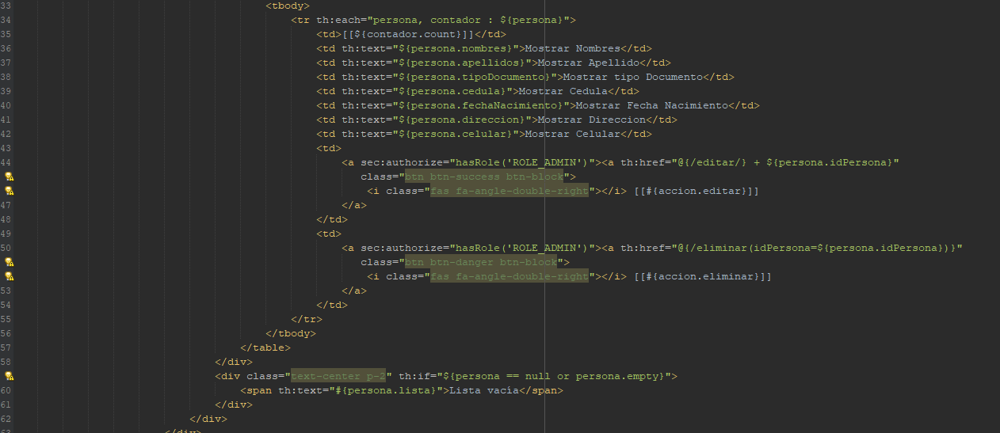 33 <tbody>
34 <tr th:each="persona, contador : ${persona}">
35 <td>[[${contador.count}]]</td>
36 <td th:text="${persona.nombres}">Mostrar Nombres</td>
37 <td th:text="${persona.apellidos}">Mostrar Apellido</td>
38 <td th:text="${persona.tipoDocumento}">Mostrar tipo Documento</td>
39 <td th:text="${persona.cedula}">Mostrar Cedula</td>
40 <td th:text="${persona.fechaNacimiento}">Mostrar Fecha Nacimiento</td>
41 <td th:text="${persona.direccion}">Mostrar Direccion</td>
42 <td th:text="${persona.celular}">Mostrar Celular</td>
43 <td>
44 <a sec:authorize="hasRole('ROLE_ADMIN')"><a th:href="@{/editar/} + ${persona.idPersona}"
class="btn btn-success btn-block">
<i class="fas fa-angle-double-right"></i> [[#{accion.editar}]]
47 </a>
48 </td>
49 <td>
50 <a sec:authorize="hasRole('ROLE_ADMIN')"><a th:href="@{/eliminar(idPersona=${persona.idPersona})}"
class="btn btn-danger btn-block">
<i class="fas fa-angle-double-right"></i> [[#{accion.eliminar}]]
53 </a>
54 </td>
55 </tr>
56 </tbody>
57 </table>
58 </div>
<div class="text-center p-2" th:if="${persona == null or persona.empty}">
60 <span th:text="#{persona.lista}">Lista vacía</span>
61 </div>
62 </div>
63 </div>